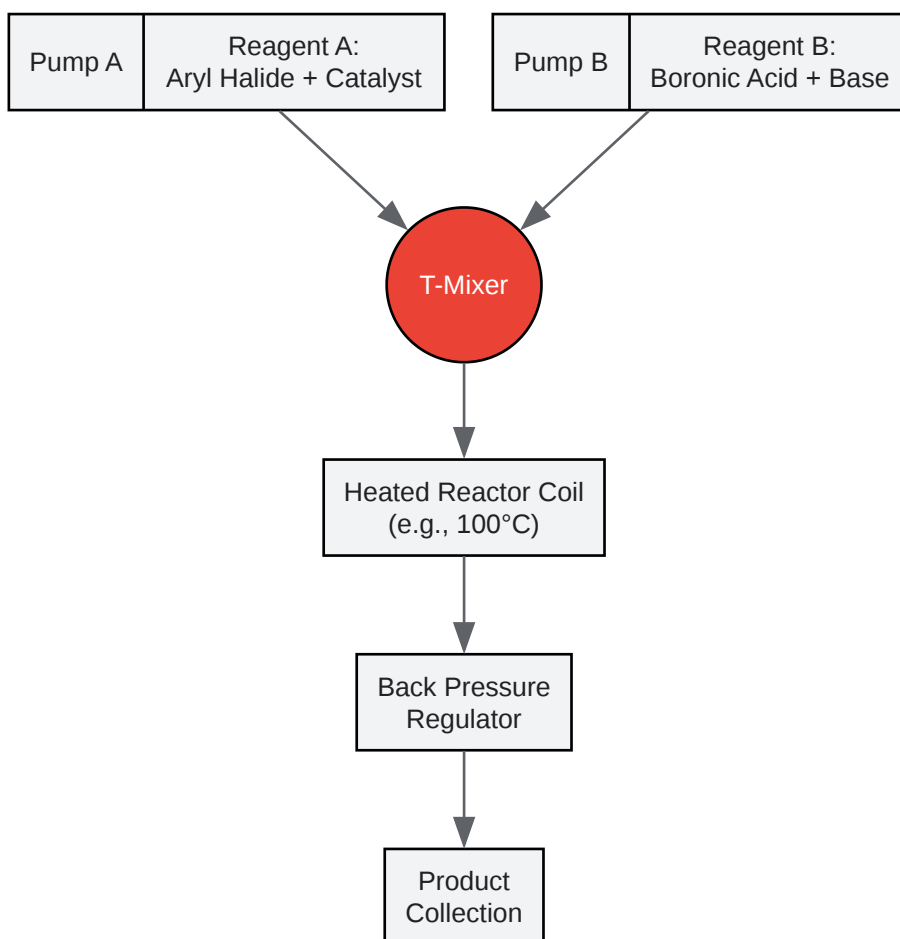 Pump A
Reagent A:
Aryl Halide + Catalyst
Pump B
Reagent B:
Boronic Acid + Base
T-Mixer
Heated Reactor Coil
(e.g., 100°C)
Back Pressure
Regulator
Product
Collection